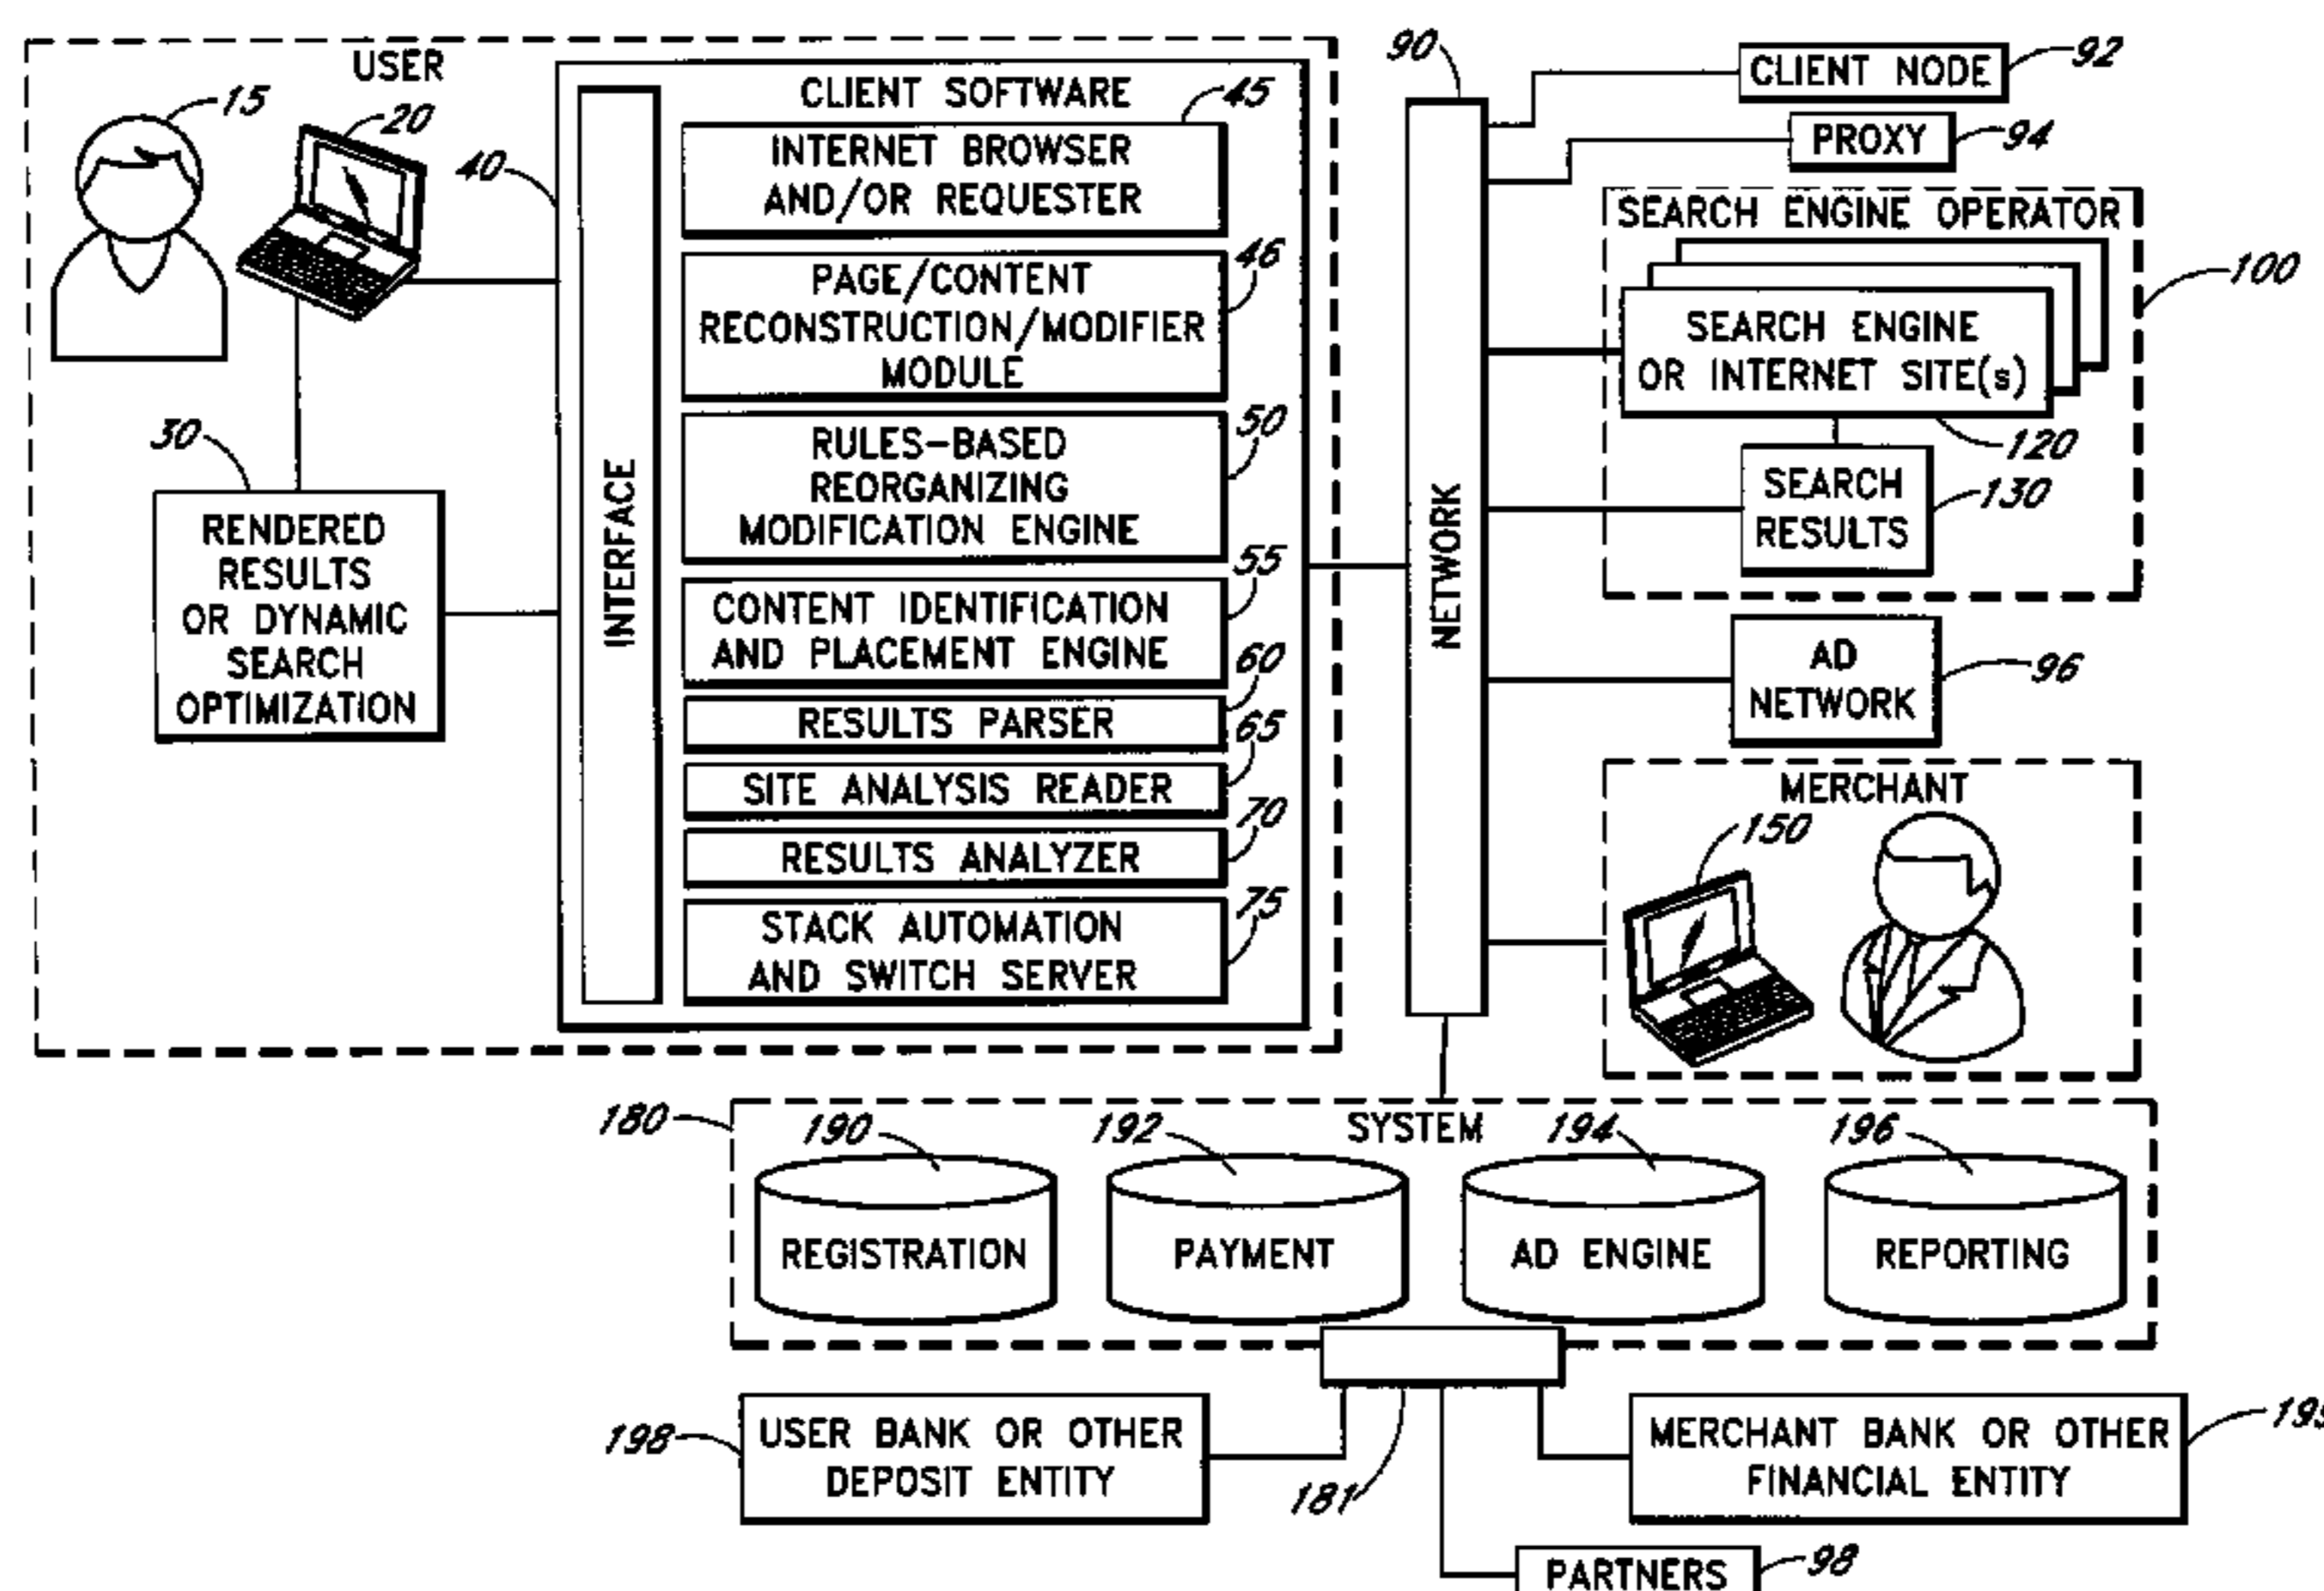 USER
15
20
40
30
RENDERED
RESULTS
OR DYNAMIC
SEARCH
OPTIMIZATION
CLIENT SOFTWARE
INTERFACE
45
INTERNET BROWSER
AND/OR REQUESTER
46
PAGE/CONTENT
RECONSTRUCTION/MODIFIER
MODULE
50
RULES-BASED
REORGANIZING
MODIFICATION ENGINE
55
CONTENT IDENTIFICATION
AND PLACEMENT ENGINE
60
RESULTS PARSER
65
SITE ANALYSIS READER
70
RESULTS ANALYZER
75
STACK AUTOMATION
AND SWITCH SERVER
90
NETWORK
CLIENT NODE
92
PROXY
94
SEARCH ENGINE OPERATOR
100
SEARCH ENGINE
OR INTERNET SITE(s)
120
SEARCH
RESULTS
130
AD
NETWORK
96
MERCHANT
150
180
SYSTEM
190
REGISTRATION
192
PAYMENT
194
AD ENGINE
196
REPORTING
198
USER BANK OR OTHER
DEPOSIT ENTITY
181
MERCHANT BANK OR OTHER
FINANCIAL ENTITY
PARTNERS
98